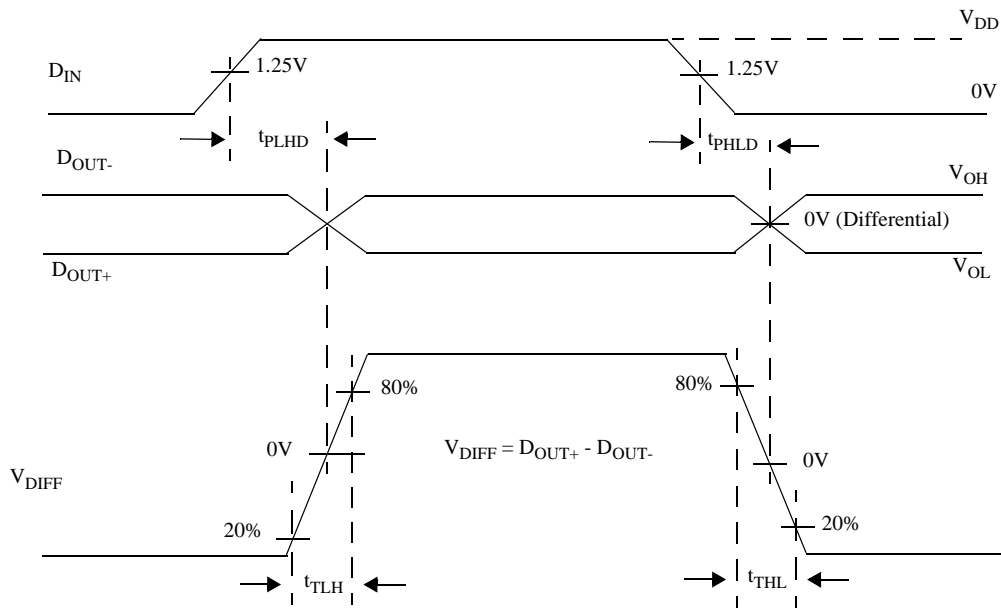 V_DD
D_IN
1.25V
1.25V
0V
t_PLHD
t_PHLD
D_OUT-
V_OH
0V (Differential)
D_OUT+
V_OL
80%
80%
0V
V_DIFF = D_OUT+ - D_OUT-
0V
V_DIFF
20%
20%
t_TLH
t_THL